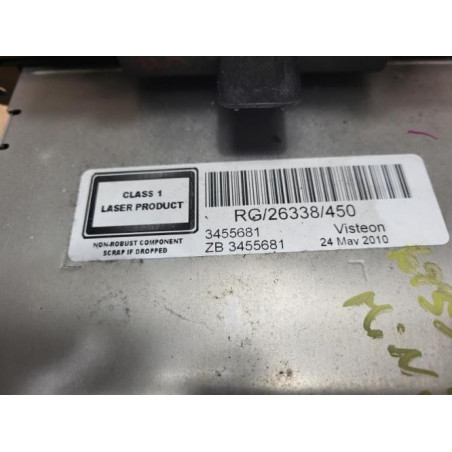 CLASS 1
LASER PRODUCT
NON-ROBUST COMPONENT
SCRAP IF DROPPED
RG/26338/450
3455681 Visteon
ZB 3455681 24 May 2010